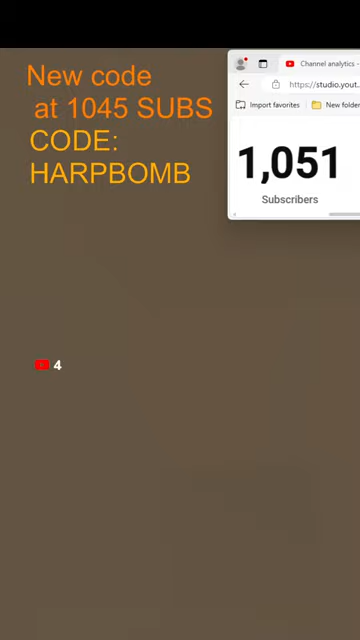 New code
at 1045 SUBS
CODE:
HARPBOMB
Channel analytics -
https://studio.yout...
Import favorites
New folder
1,051
Subscribers
4